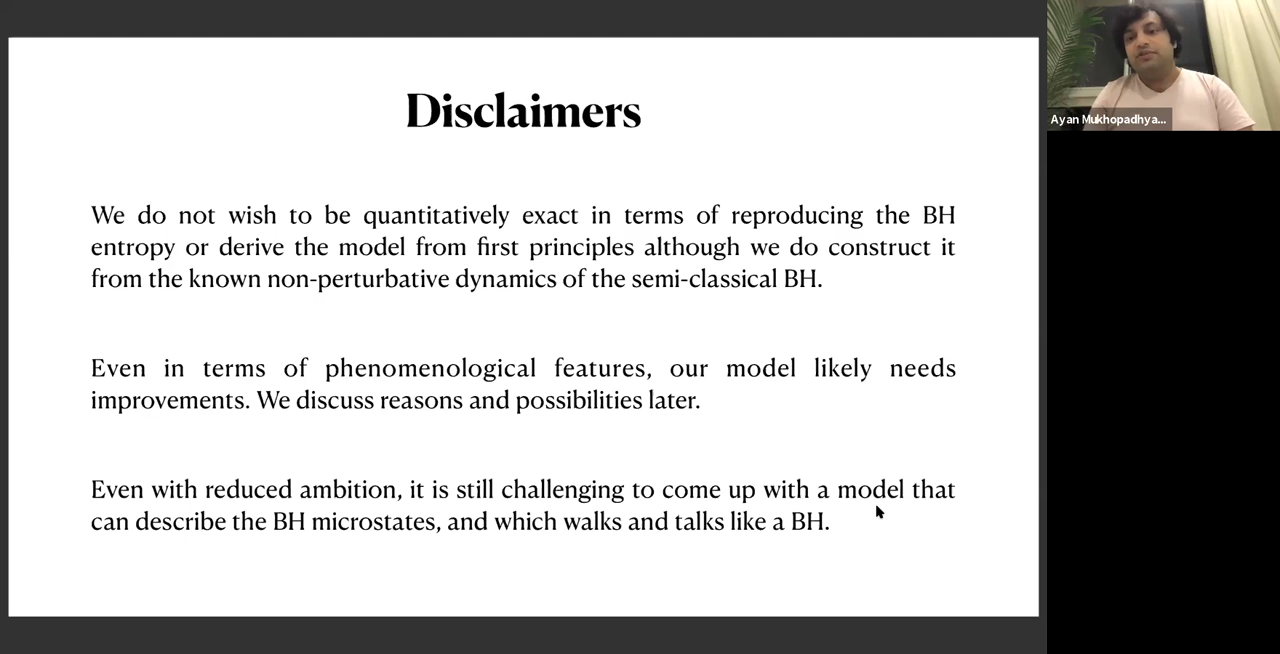 Disclaimers
We do not wish to be quantitatively exact in terms of reproducing the BH
entropy or derive the model from first principles although we do construct it
from the known non-perturbative dynamics of the semi-classical BH.
Even in terms of phenomenological features, our model likely needs
improvements. We discuss reasons and possibilities later.
Even with reduced ambition, it is still challenging to come up with a model that
can describe the BH microstates, and which walks and talks like a BH.
Ayan Mukhopadhya...